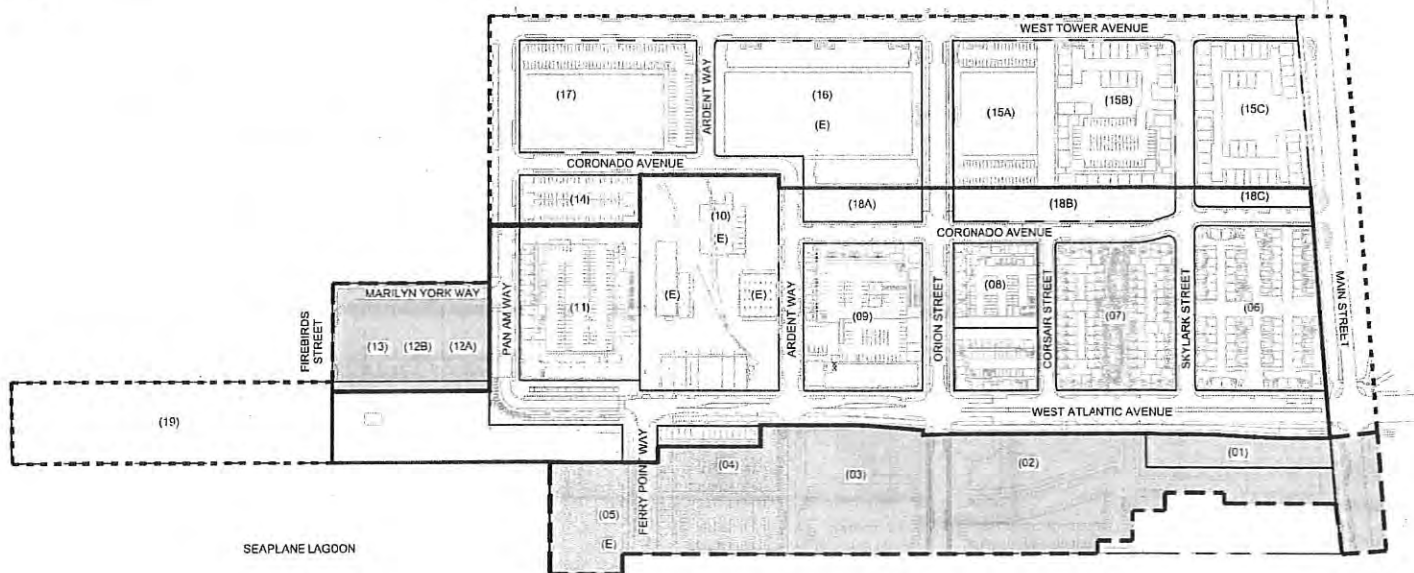 WEST TOWER AVENUE
(17)
ARDENT WAY
(16)
(E)
(15A)
(15B)
(15C)
CORONADO AVENUE
(14)
(10)
(E)
(18A)
(18B)
(18C)
CORONADO AVENUE
MARILYN YORK WAY
FIREBIRDS
STREET
(13)
(12B)
(12A)
PAN AM WAY
(11)
(E)
(E)
ARDENT WAY
(09)
ORION STREET
(08)
CORSAIR STREET
(07)
SKYLARK STREET
(06)
MAIN STREET
(19)
WEST ATLANTIC AVENUE
FERRY POINT WAY
(04)
(03)
(02)
(01)
(05)
(E)
SEAPLANE LAGOON